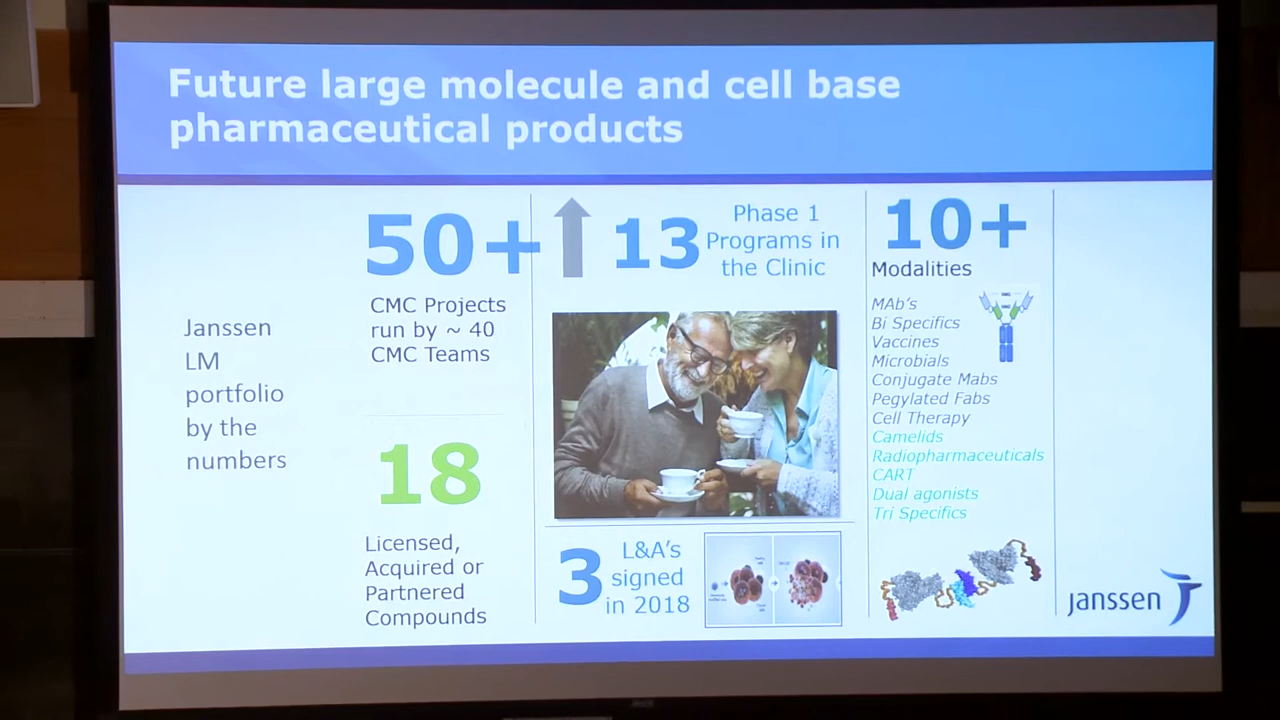 Future large molecule and cell base
pharmaceutical products
Janssen
LM
portfolio
by the
numbers
50+
CMC Projects
run by ~ 40
CMC Teams
18
Licensed,
Acquired or
Partnered
Compounds
13
Phase 1
Programs in
the Clinic
3
L&A's
signed
in 2018
10+
Modalities
MAb's
Bi Specifics
Vaccines
Microbials
Conjugate Mabs
Pegylated Fabs
Cell Therapy
Camelids
Radiopharmaceuticals
CART
Dual agonists
Tri Specifics
janssen